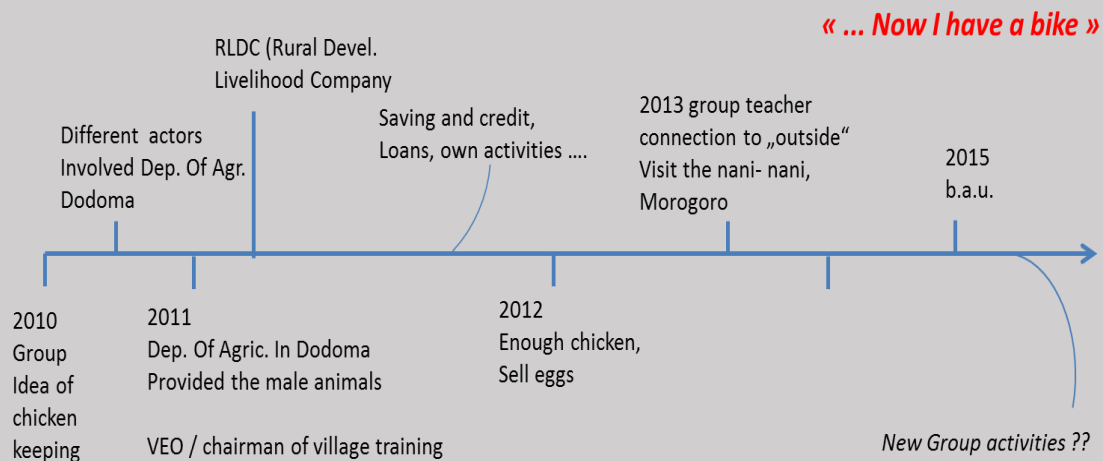 « ... Now I have a bike »
RLDC (Rural Devel.
Livelihood Company
Different actors
Involved Dep. Of Agr.
Dodoma
Saving and credit,
Loans, own activities ....
2013 group teacher
connection to „outside“
Visit the nani- nani,
Morogoro
2015
b.a.u.
2010
Group
Idea of
chicken
keeping
2011
Dep. Of Agric. In Dodoma
Provided the male animals
VEO / chairman of village training
2012
Enough chicken,
Sell eggs
New Group activities ??